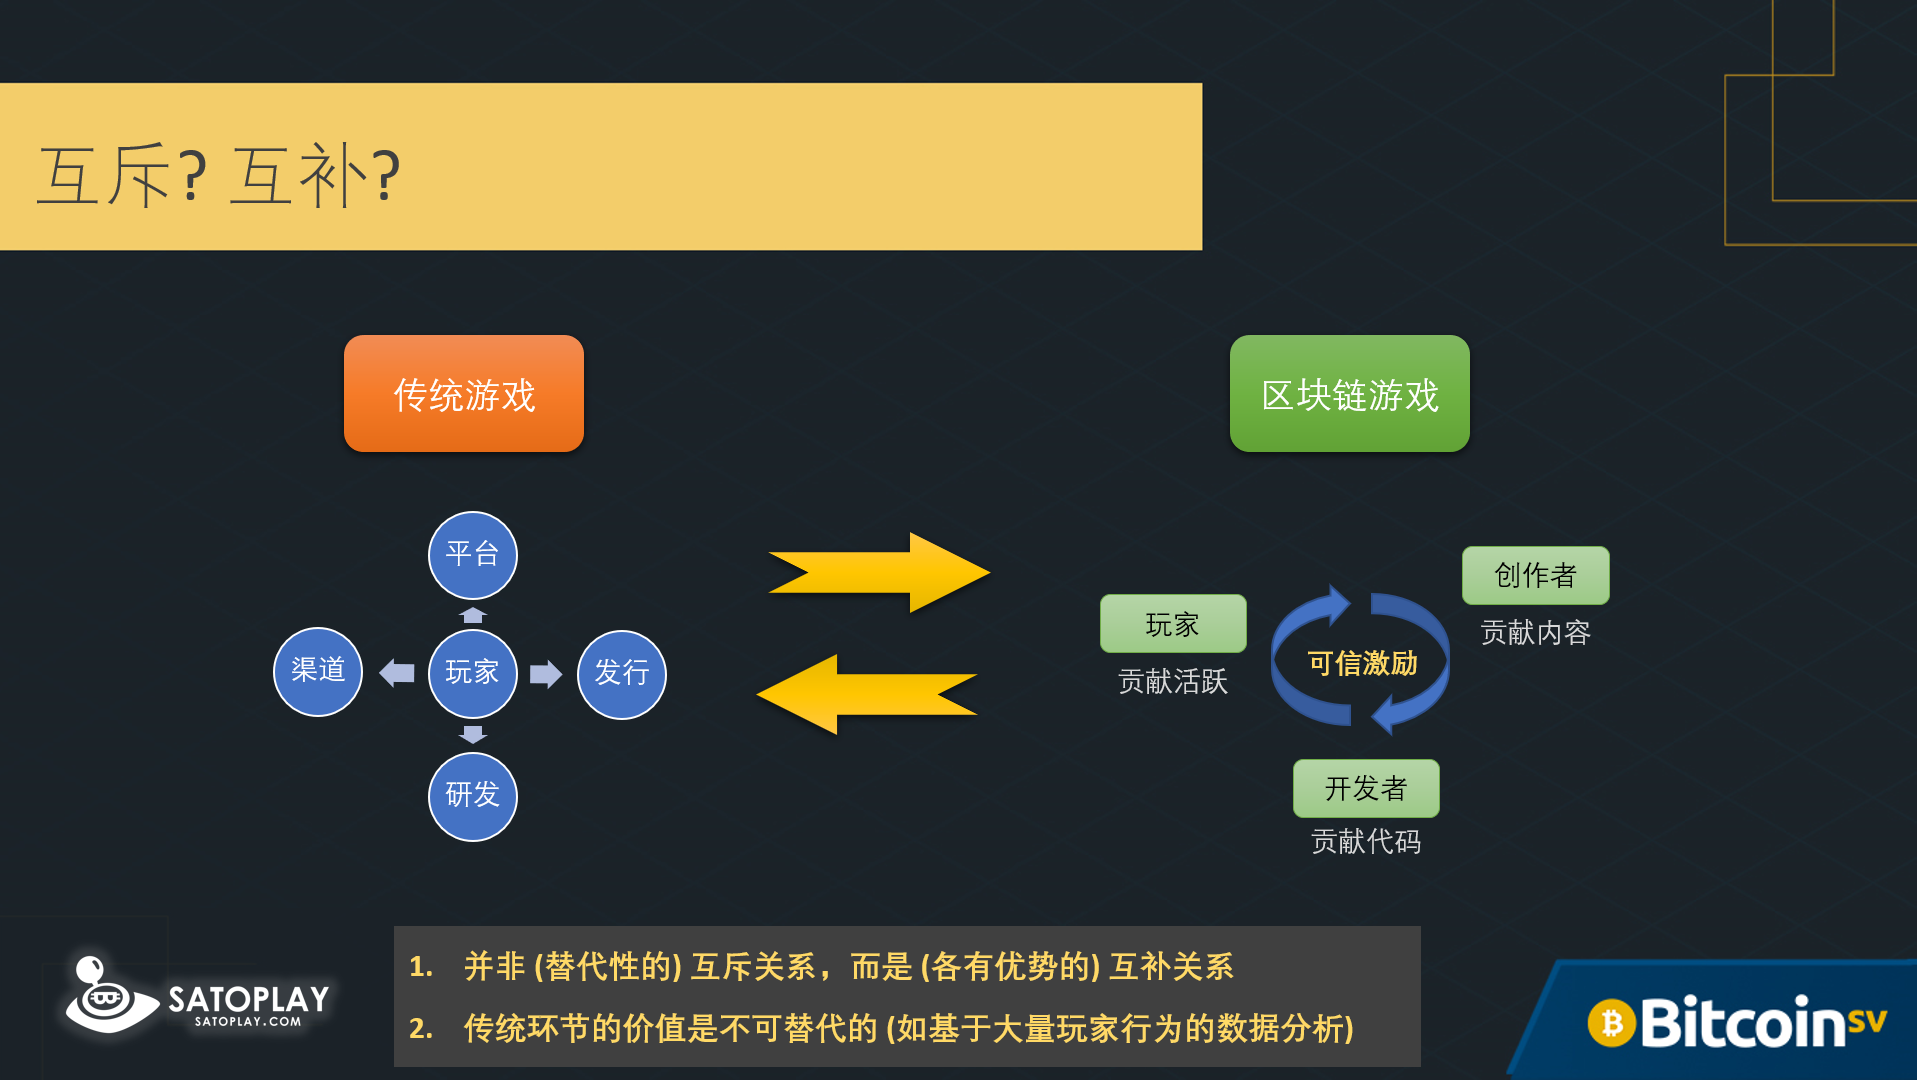 互斥? 互补?
传统游戏
区块链游戏
平台
渠道
玩家
发行
研发
玩家
贡献活跃
可信激励
创作者
贡献内容
开发者
贡献代码
1. 并非 (替代性的) 互斥关系，而是 (各有优势的) 互补关系
2. 传统环节的价值是不可替代的 (如基于大量玩家行为的数据分析)
SATOPLAY
SATOPLAY.COM
Bitcoin SV